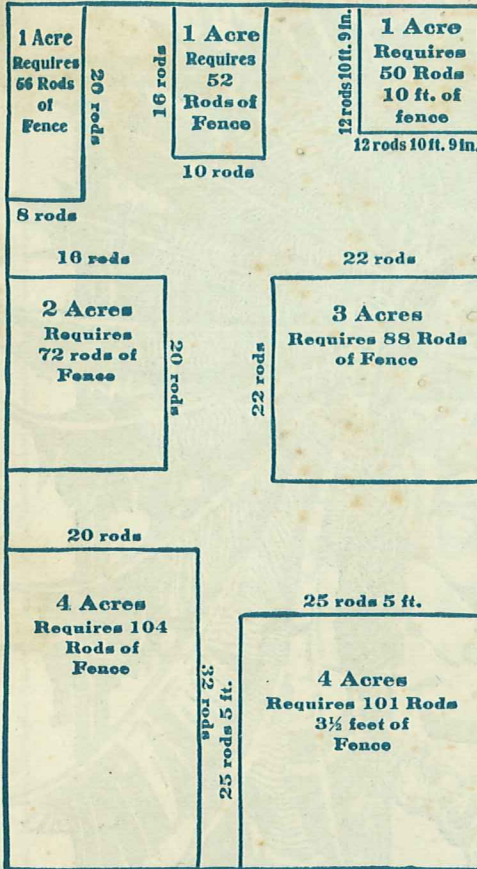 1 Acre
Requires
56 Rods
of
Fence
20 rods
8 rods
16 rods
1 Acre
Requires
52
Rods of
Fence
10 rods
12 rods 10 ft. 9 in.
1 Acre
Requires
50 Rods
10 ft. of
fence
12 rods 10 ft. 9 in.
16 rods
2 Acres
Requires
72 rods of
Fence
20 rods
22 rods
22 rods
3 Acres
Requires 88 Rods
of Fence
20 rods
4 Acres
Requires 104
Rods of
Fence
32 rods
25 rods 5 ft.
25 rods 5 ft.
4 Acres
Requires 101 Rods
3½ feet of
Fence